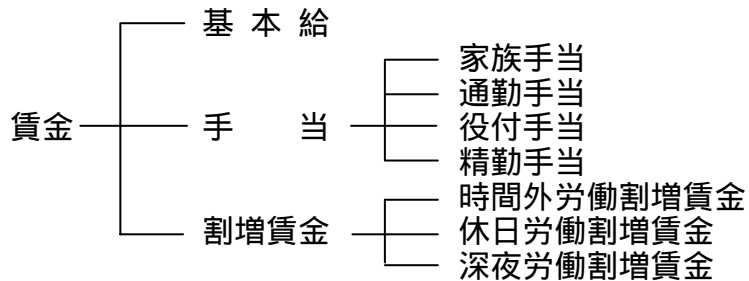 基本給
家族手当
通勤手当
賃金 手当 役付手当
精勤手当
時間外労働割増賃金
割増賃金 休日労働割増賃金
深夜労働割増賃金